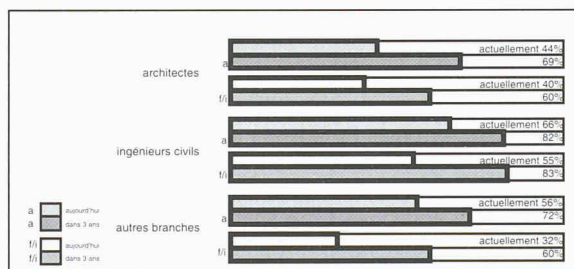 actuellement 44%
a 69%
architectes
actuellement 40%
f/i 60%
actuellement 66%
a 82%
ingénieurs civils
actuellement 55%
f/i 83%
actuellement 56%
a 72%
autres branches
actuellement 32%
f/i 60%
a aujourd'hui
a dans 3 ans
f/i aujourd'hui
f/i dans 3 ans